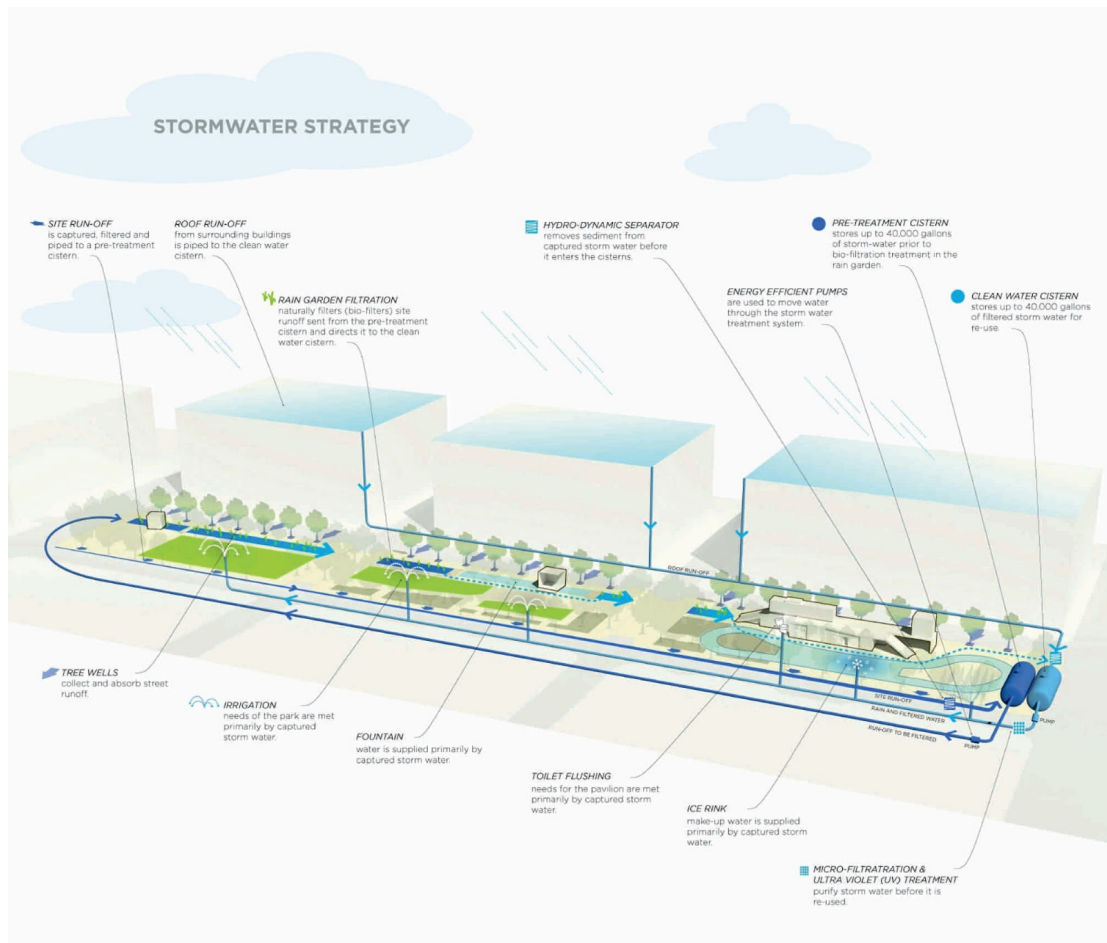 STORMWATER STRATEGY
SITE RUN-OFF
is captured, filtered and
piped to a pre-treatment
cistern.
ROOF RUN-OFF
from surrounding buildings
is piped to the clean water
cistern.
RAIN GARDEN FILTRATION
naturally filters (bio-filters) site
runoff sent from the pre-treatment
cistern and directs it to the clean
water cistern.
HYDRO-DYNAMIC SEPARATOR
removes sediment from
captured storm water before
it enters the cisterns.
ENERGY EFFICIENT PUMPS
are used to move water
through the storm water
treatment system.
PRE-TREATMENT CISTERN
stores up to 40,000 gallons
of storm-water prior to
bio-filtration treatment in the
rain garden.
CLEAN WATER CISTERN
stores up to 40,000 gallons
of filtered storm water for
re-use.
ROOF RUN-OFF
SITE RUN-OFF
RAIN AND FILTERED WATER
RUN-OFF TO BE FILTERED
PUMP
PUMP
TREE WELLS
collect and absorb street
runoff.
IRRIGATION
needs of the park are met
primarily by captured
storm water.
FOUNTAIN
water is supplied primarily by
captured storm water.
TOILET FLUSHING
needs for the pavilion are met
primarily by captured storm
water.
ICE RINK
make-up water is supplied
primarily by captured storm
water.
MICRO-FILTRATRATION &
ULTRA VIOLET (UV) TREATMENT
purify storm water before it is
re-used.